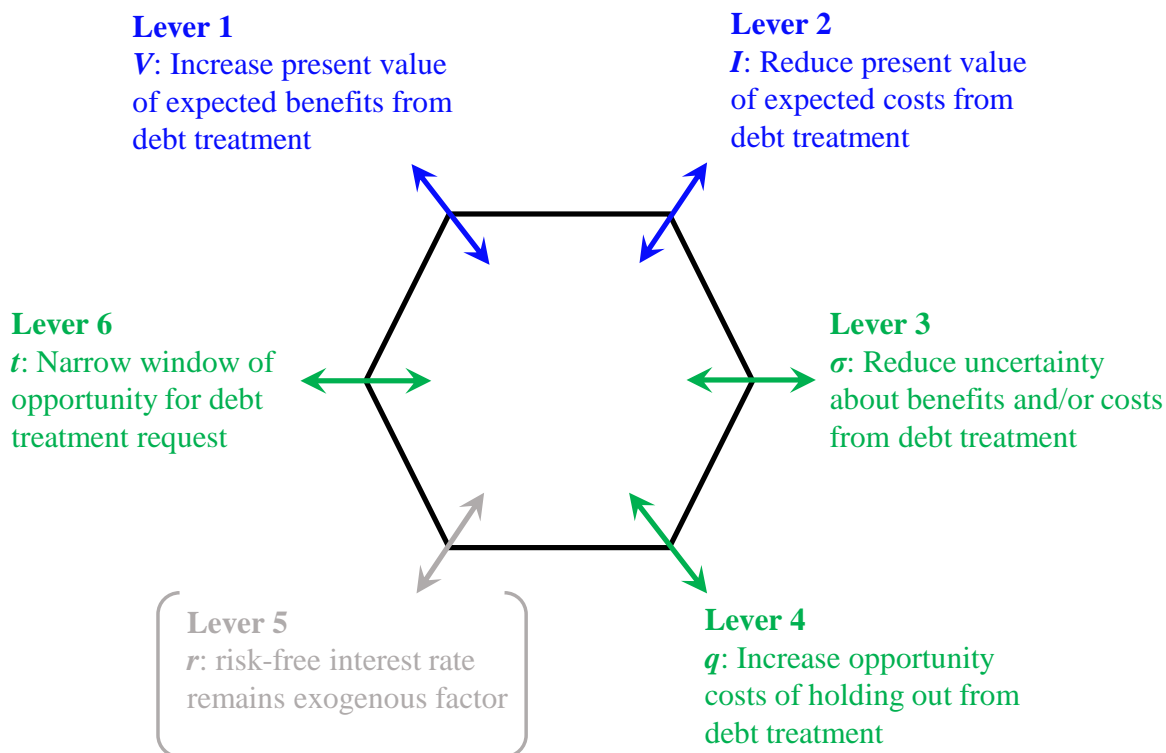 Lever 1
V: Increase present value
of expected benefits from
debt treatment
Lever 2
I: Reduce present value
of expected costs from
debt treatment
Lever 6
t: Narrow window of
opportunity for debt
treatment request
Lever 3
σ: Reduce uncertainty
about benefits and/or costs
from debt treatment
Lever 5
r: risk-free interest rate
remains exogenous factor
Lever 4
q: Increase opportunity
costs of holding out from
debt treatment